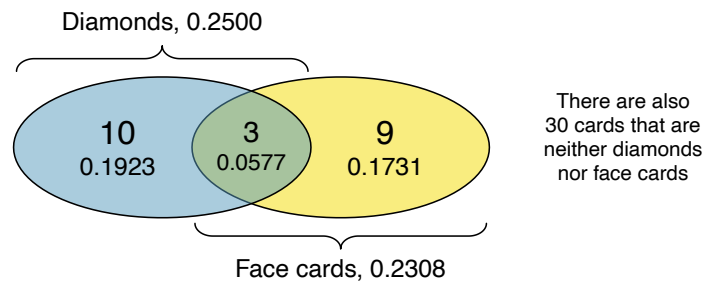 Diamonds, 0.2500
10
0.1923
3
0.0577
9
0.1731
There are also
30 cards that are
neither diamonds
nor face cards
Face cards, 0.2308